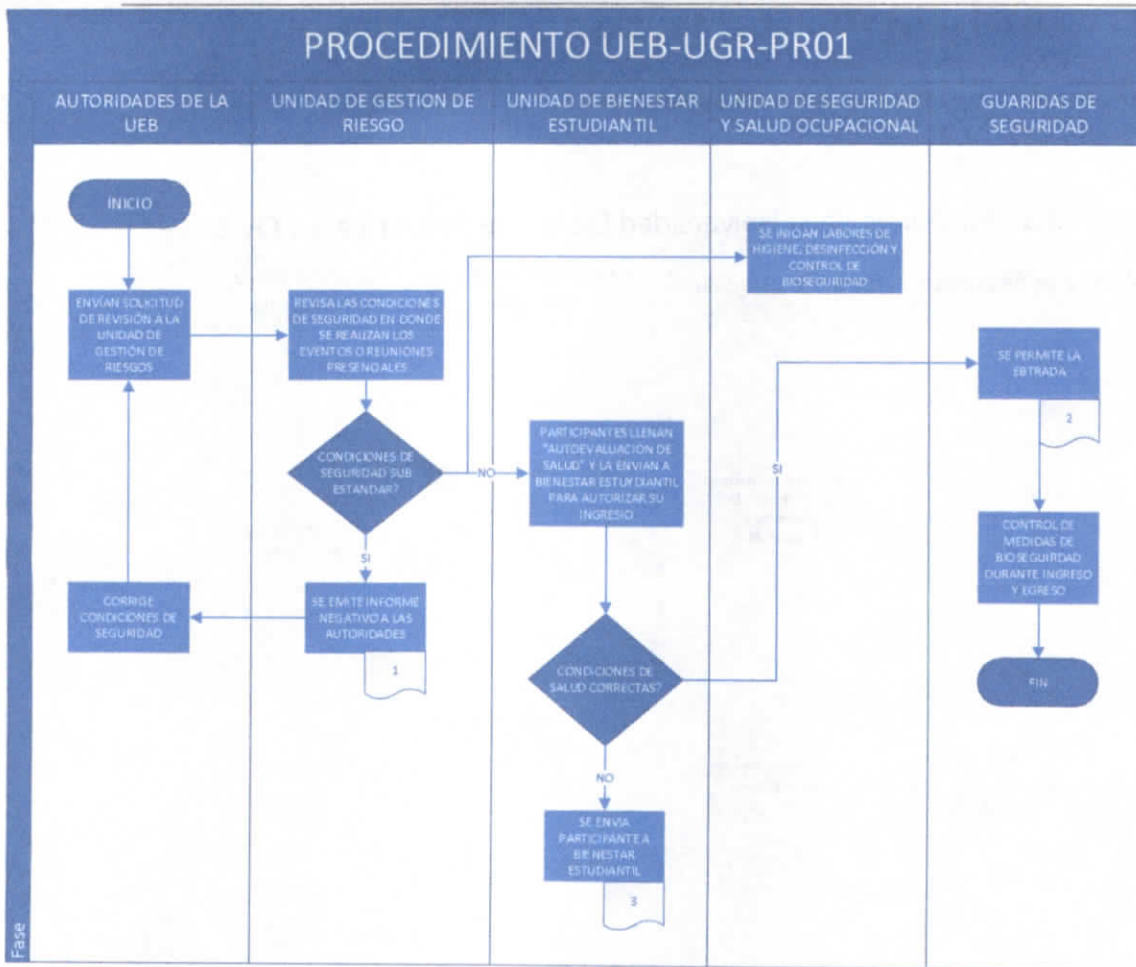 PROCEDIMIENTO UEB-UGR-PR01
AUTORIDADES DE LA
UEB
UNIDAD DE GESTION DE
RIESGO
UNIDAD DE BIENESTAR
ESTUDIANTIL
UNIDAD DE SEGURIDAD
Y SALUD OCUPACIONAL
GUARIDAS DE
SEGURIDAD
INICIO
ENVÍAN SOLICITUD
DE REVISIÓN A LA
UNIDAD DE
GESTIÓN DE
RIESGOS
CORRIGE
CONDICIONES DE
SEGURIDAD
REVISA LAS CONDICIONES
DE SEGURIDAD EN DONDE
SE REALIZAN LOS
EVENTOS O REUNIONES
PRESENCIALES
CONDICIONES DE
SEGURIDAD SUB
ESTANDAR?
NO
SI
SE EMITE INFORME
NEGATIVO A LAS
AUTORIDADES
1
PARTICIPANTES LLENAN
"AUTOEVALUACIÓN DE
SALUD" Y LA ENVIAN A
BIENESTAR ESTUYDIANTIL
PARA AUTORIZAR SU
INGRESO
CONDICIONES DE
SALUD CORRECTAS?
NO
SE ENVIA
PARTICIPANTE A
BIENESTAR
ESTUDIANTIL
3
SE INICIAN LABORES DE
HIGIENE, DESINFECCIÓN Y
CONTROL DE
BIOSEGURIDAD
SI
SE PERMITE LA
EBTRADA
2
CONTROL DE
MEDIDAS DE
BIOSEGUIRDAD
DURANTE INGRESO
Y EGRESO
FIN
Fase